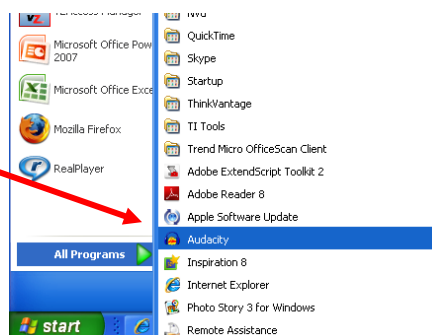 Microsoft Office Pow
2007
Microsoft Office Exce
Mozilla Firefox
RealPlayer
All Programs
start
QuickTime
Skype
Startup
ThinkVantage
TI Tools
Trend Micro OfficeScan Client
Adobe ExtendScript Toolkit 2
Adobe Reader 8
Apple Software Update
Audacity
Inspiration 8
Internet Explorer
Photo Story 3 for Windows
Remote Assistance